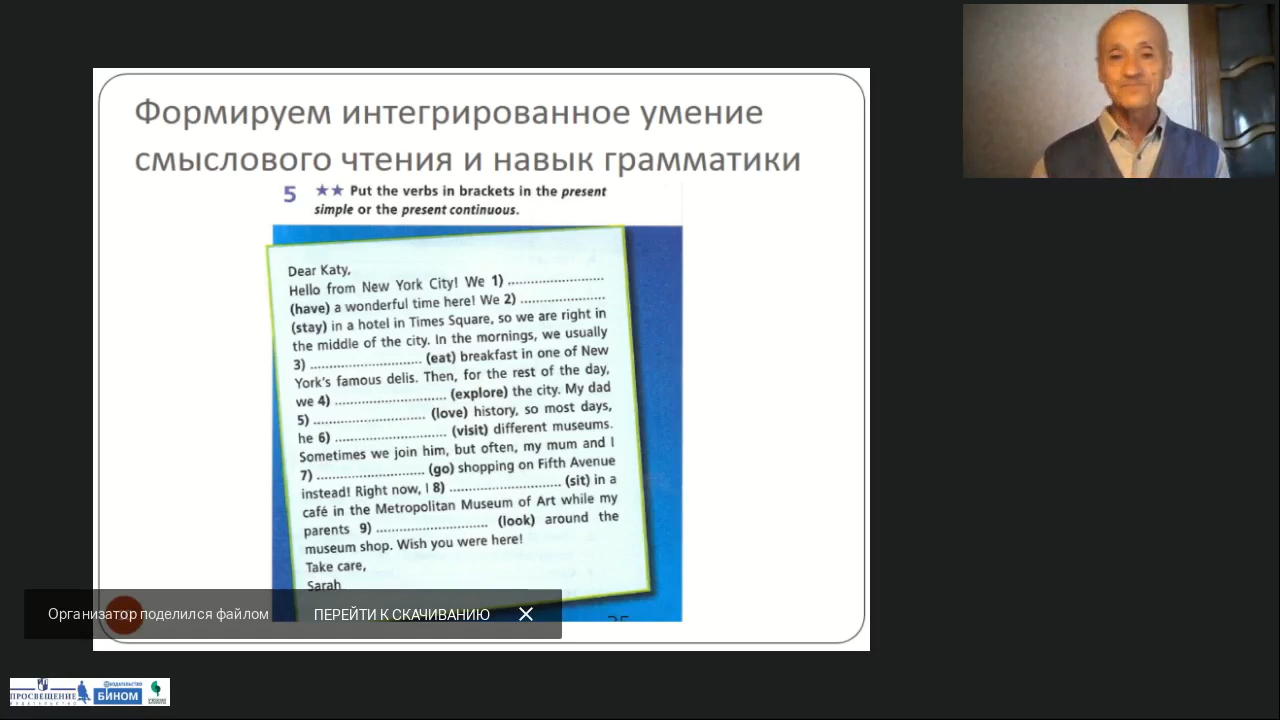 Формируем интегрированное умение
смыслового чтения и навык грамматики
5 ★★ Put the verbs in brackets in the present
simple or the present continuous.
Dear Katy,
Hello from New York City! We 1) ............................
(have) a wonderful time here! We 2) ........................
(stay) in a hotel in Times Square, so we are right in
the middle of the city. In the mornings, we usually
3) ............................... (eat) breakfast in one of New
York's famous delis. Then, for the rest of the day,
we 4) ............................... (explore) the city. My dad
5) ............................... (love) history, so most days,
he 6) ............................... (visit) different museums.
Sometimes we join him, but often, my mum and I
7) ............................... (go) shopping on Fifth Avenue
instead! Right now, I 8) ............................... (sit) in a
café in the Metropolitan Museum of Art while my
parents 9) ............................... (look) around the
museum shop. Wish you were here!
Take care,
Sarah
Организатор поделился файлом ПЕРЕЙТИ К СКАЧИВАНИЮ
ПРОСВЕЩЕНИЕ
ИЗДАТЕЛЬСТВО
БИНОМ